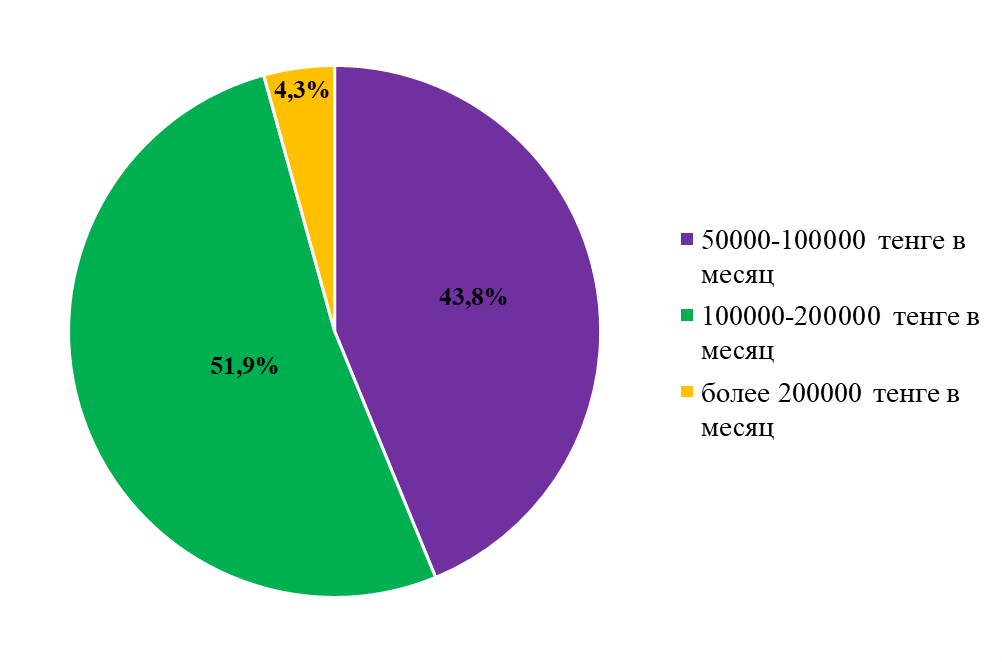 4,3%
43,8%
51,9%
50000-100000 тенге в
месяц
100000-200000 тенге в
месяц
более 200000 тенге в
месяц